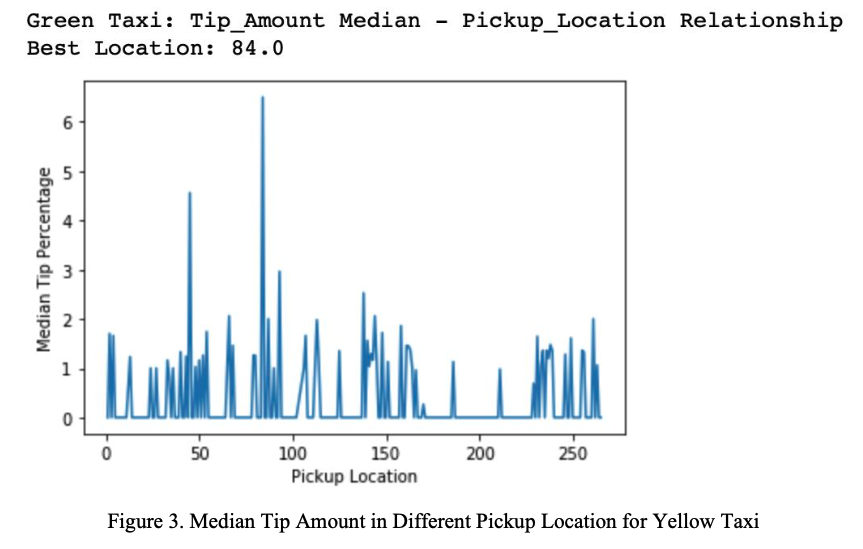 Green Taxi: Tip_Amount Median - Pickup_Location Relationship
Best Location: 84.0
6
5
4
3
2
1
0
Median Tip Percentage
0 50 100 150 200 250
Pickup Location
Figure 3. Median Tip Amount in Different Pickup Location for Yellow Taxi